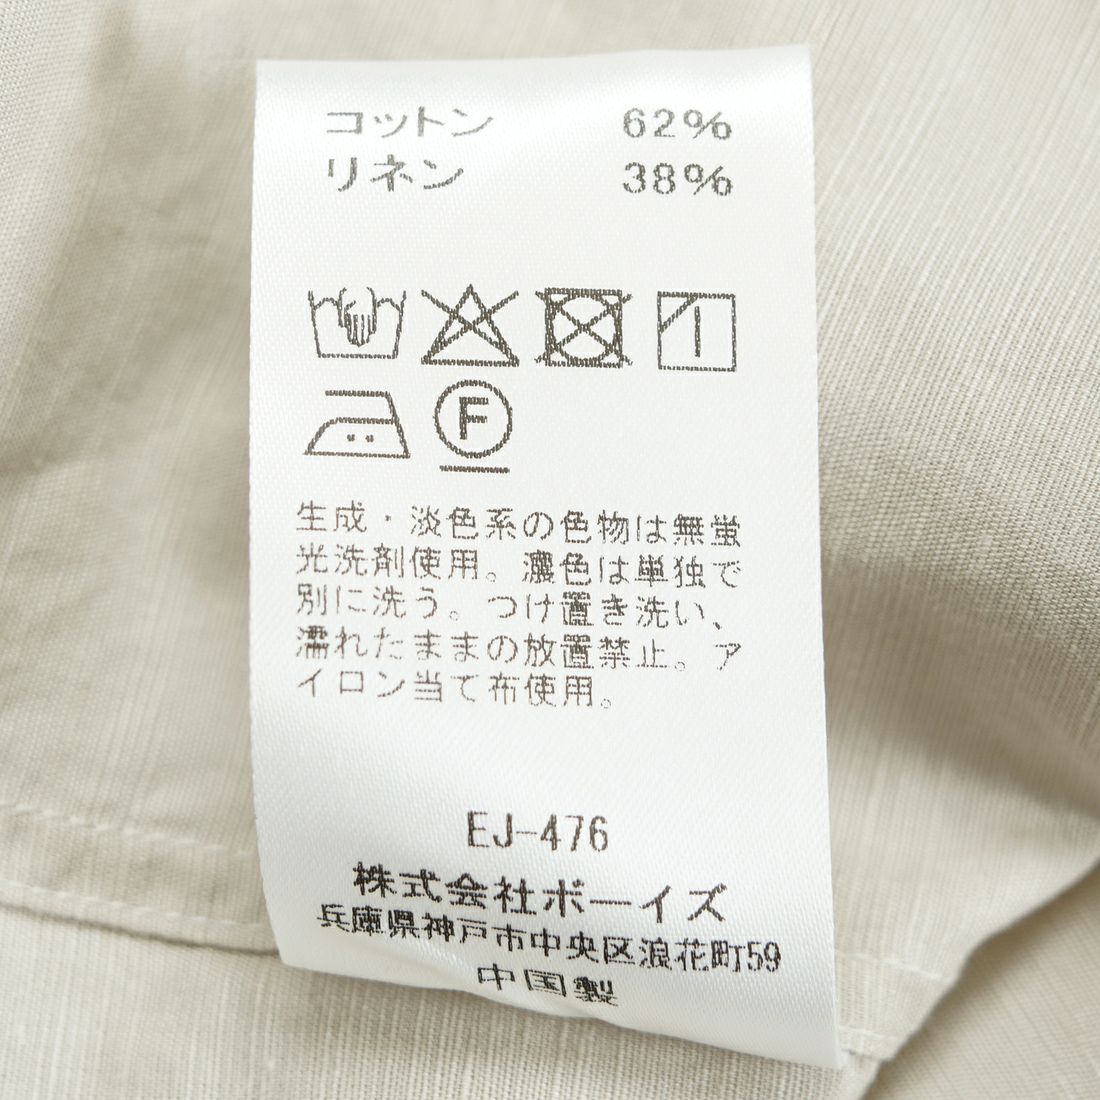 コットン 62%
リネン 38%
F
生成・淡色系の色物は無蛍
光洗剤使用。濃色は単独で
別に洗う。つけ置き洗い、
濡れたままの放置禁止。ア
イロン当て布使用。
EJ-476
株式会社ボーイズ
兵庫県神戸市中央区浪花町59
中国製